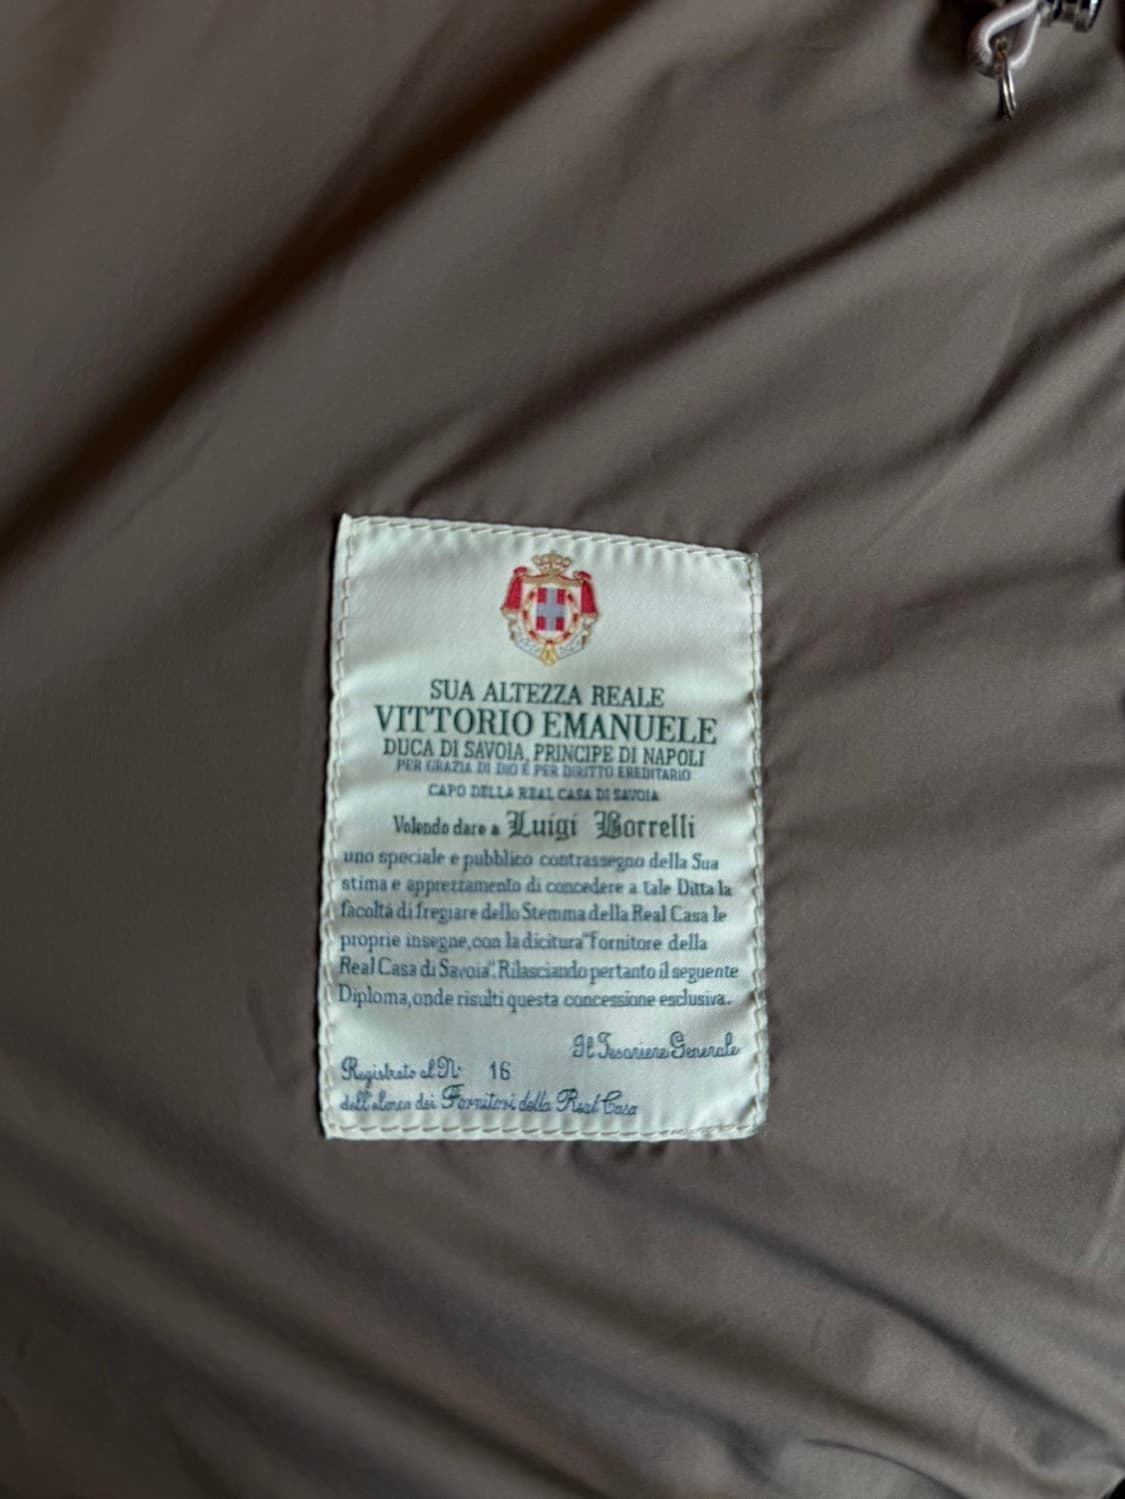 SUA ALTEZZA REALE
VITTORIO EMANUELE
DUCA DI SAVOIA, PRINCIPE DI NAPOLI
PER GRAZIA DI DIO E PER DIRITTO EREDITARIO
CAPO DELLA REAL CASA DI SAVOIA
Volendo dare a Luigi Borrelli
uno speciale e pubblico contrassegno della Sua
stima e apprezzamento di concedere a tale Ditta la
facoltà di fregiare dello Stemma della Real Casa le
proprie insegne, con la dicitura "Fornitore della
Real Casa di Savoia". Rilasciando pertanto il seguente
Diploma, onde risulti questa concessione esclusiva.
Il Tesoriere Generale
Registrato al N. 16
dell'elenco dei Fornitori della Real Casa